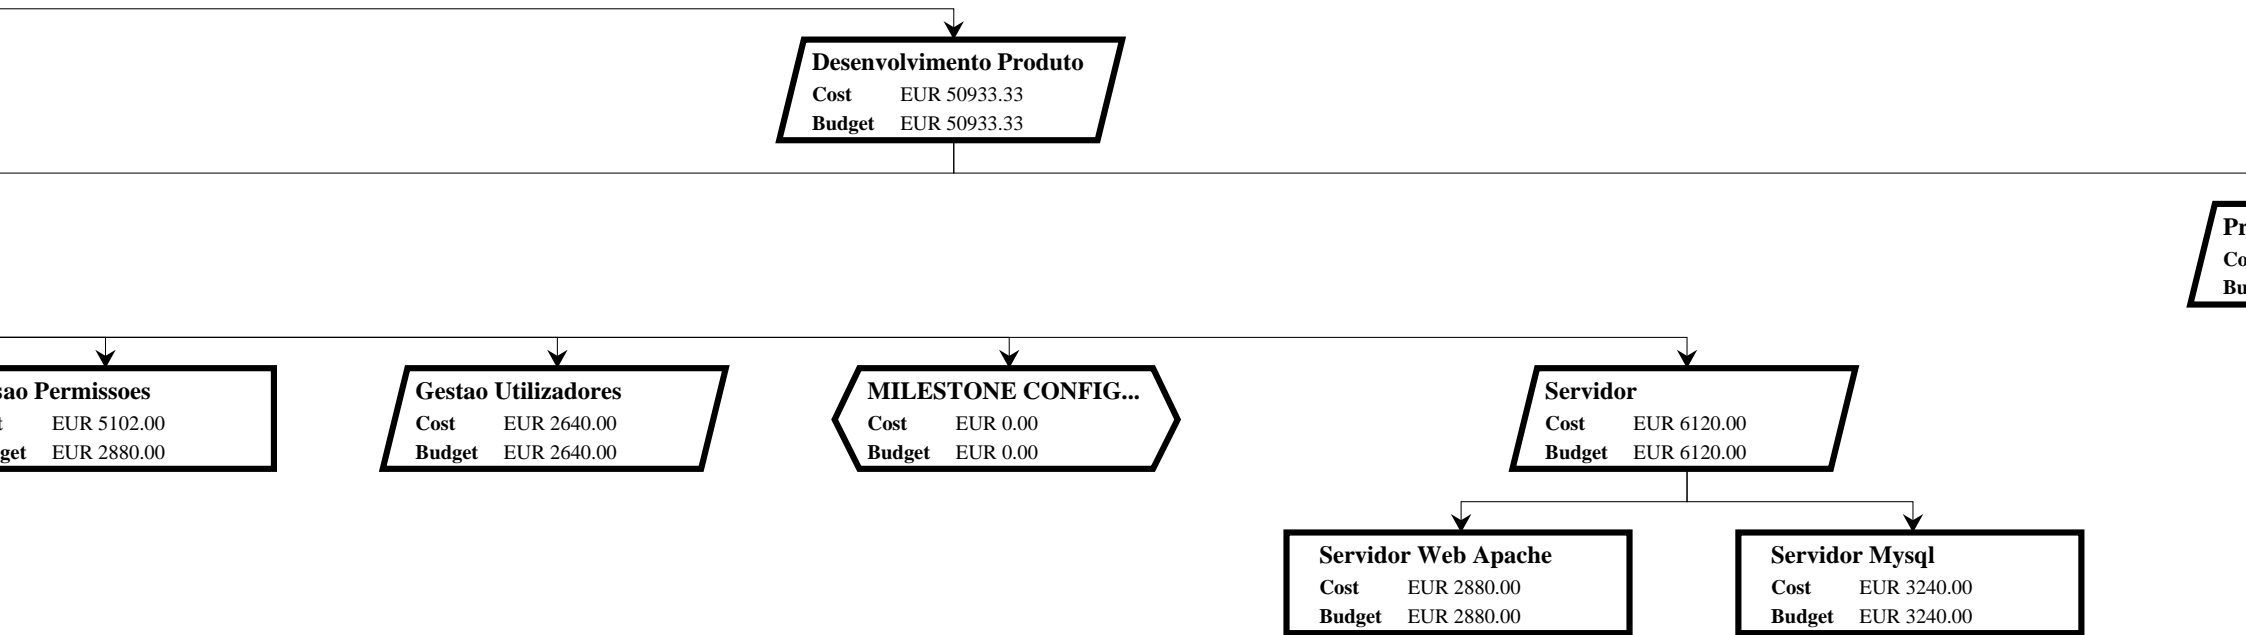 Desenvolvimento Produto
Cost EUR 50933.33
Budget EUR 50933.33
Permissoes
EUR 5102.00
EUR 2880.00
Gestao Utilizadores
Cost EUR 2640.00
Budget EUR 2640.00
MILESTONE CONFIG...
Cost EUR 0.00
Budget EUR 0.00
Servidor
Cost EUR 6120.00
Budget EUR 6120.00
Servidor Web Apache
Cost EUR 2880.00
Budget EUR 2880.00
Servidor Mysql
Cost EUR 3240.00
Budget EUR 3240.00